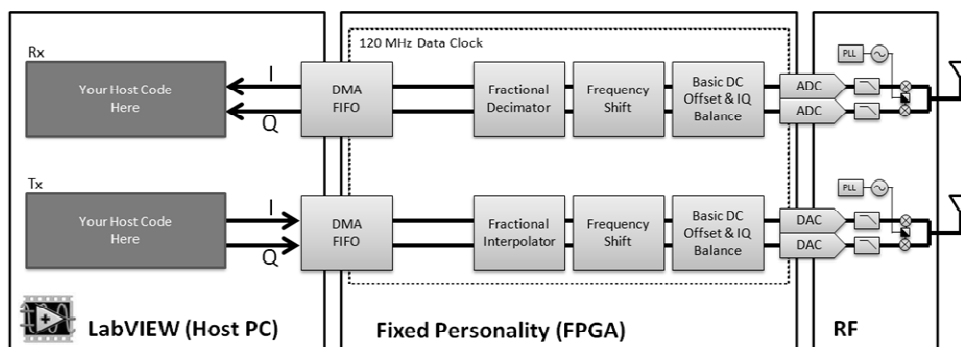 120 MHz Data Clock
Rx
Your Host Code
Here
I
Q
DMA
FIFO
Fractional
Decimator
Frequency
Shift
Basic DC
Offset & IQ
Balance
ADC
ADC
PLL
Tx
Your Host Code
Here
I
Q
DMA
FIFO
Fractional
Interpolator
Frequency
Shift
Basic DC
Offset & IQ
Balance
DAC
DAC
PLL
LabVIEW (Host PC)
Fixed Personality (FPGA)
RF